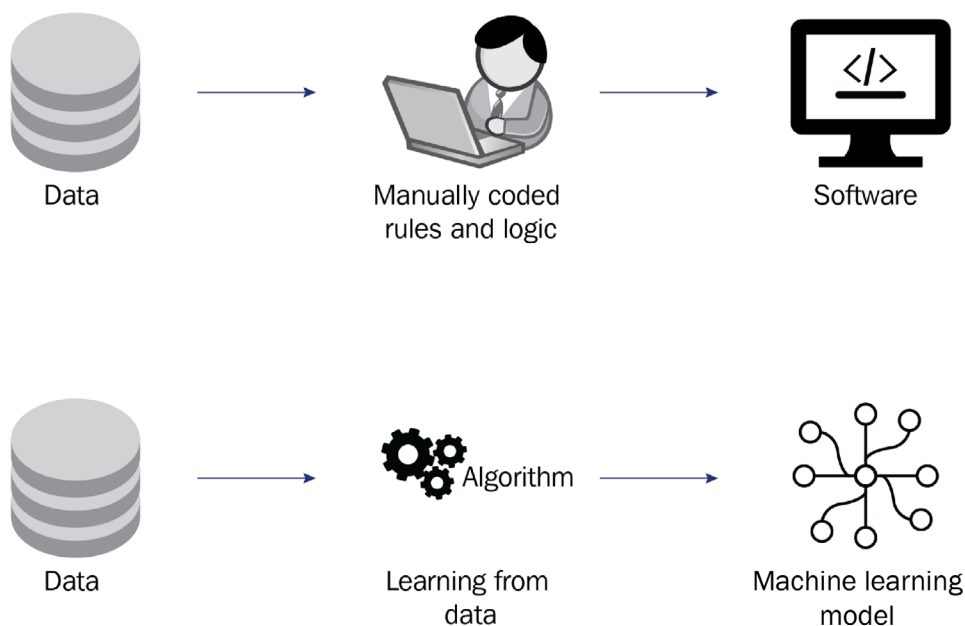 Data
Manually coded
rules and logic
Software
Algorithm
Data
Learning from
data
Machine learning
model